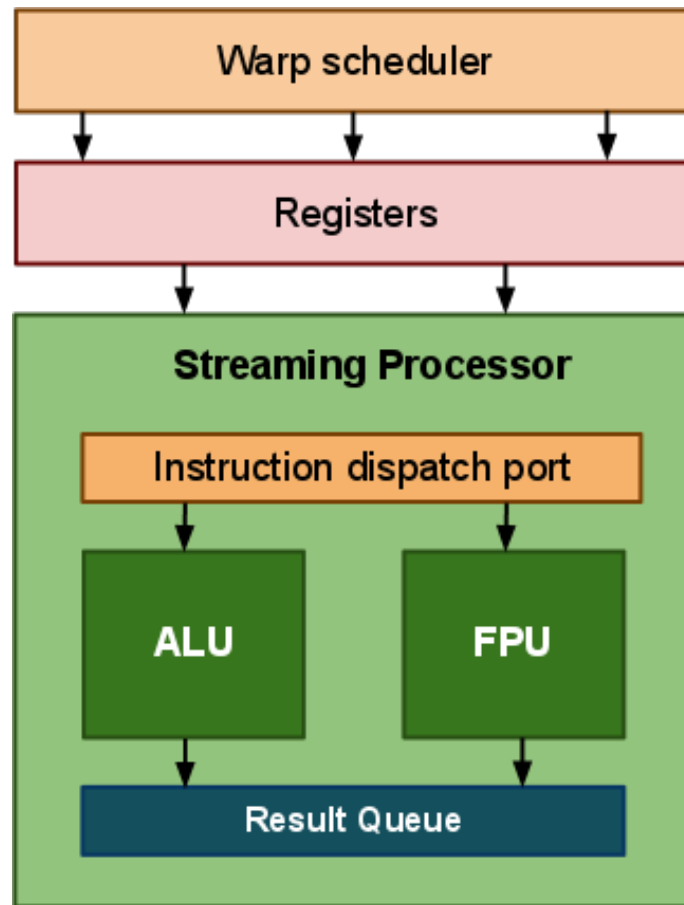 Warp scheduler
Registers
Streaming Processor
Instruction dispatch port
ALU
FPU
Result Queue